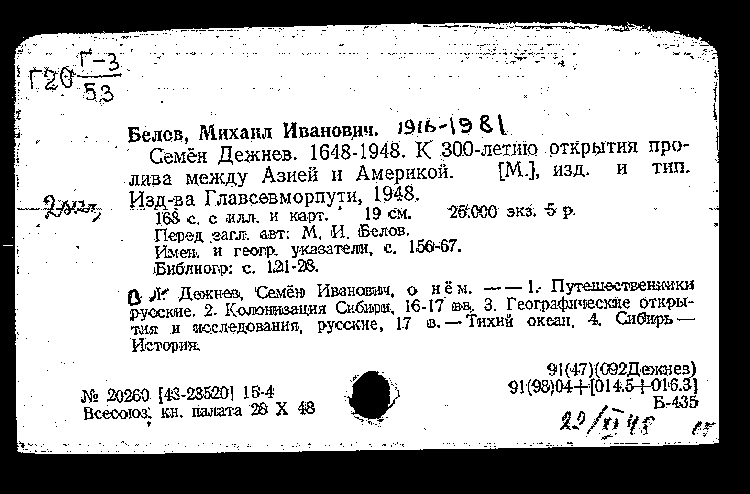 Г20 Г-3
53
Белов, Михаил Иванович. 1916-1981
Семён Дежнев. 1648-1948. К 300-летию открытия про-
лива между Азией и Америкой. [М.], изд. и тип.
Изд-ва Главсевморпути, 1948.
168 с. с илл. и карт. 19 см. 25.000 экз. 5 р.
Перед загл. авт: М. И. Белов.
Имен. и геогр. указатели, с. 156-67.
Библиогр: с. 121-28.
Дежнев, Семён Иванович, о нём. — — 1. Путешественники
русские. 2. Колонизация Сибири, 16-17 вв. 3. Географические откры-
тия и исследования, русские, 17 в. — Тихий океан. 4. Сибирь —
История.
91(47)(092Дежнев)
№ 20260 [48-23520] 15-4
91(98)04+[014.5+016.3]
Всесоюз. кн. палата 28 X 48
Б-435
29/XI 48